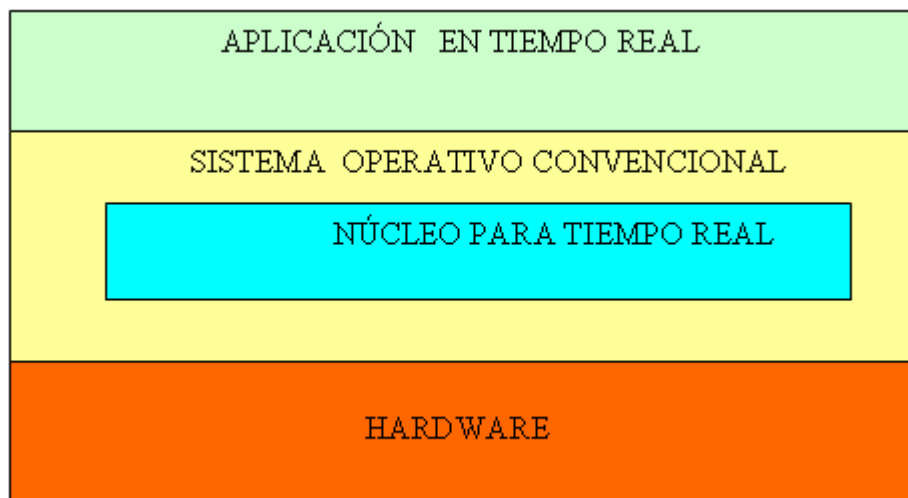 APLICACIÓN EN TIEMPO REAL
SISTEMA OPERATIVO CONVENCIONAL
NÚCLEO PARA TIEMPO REAL
HARDWARE